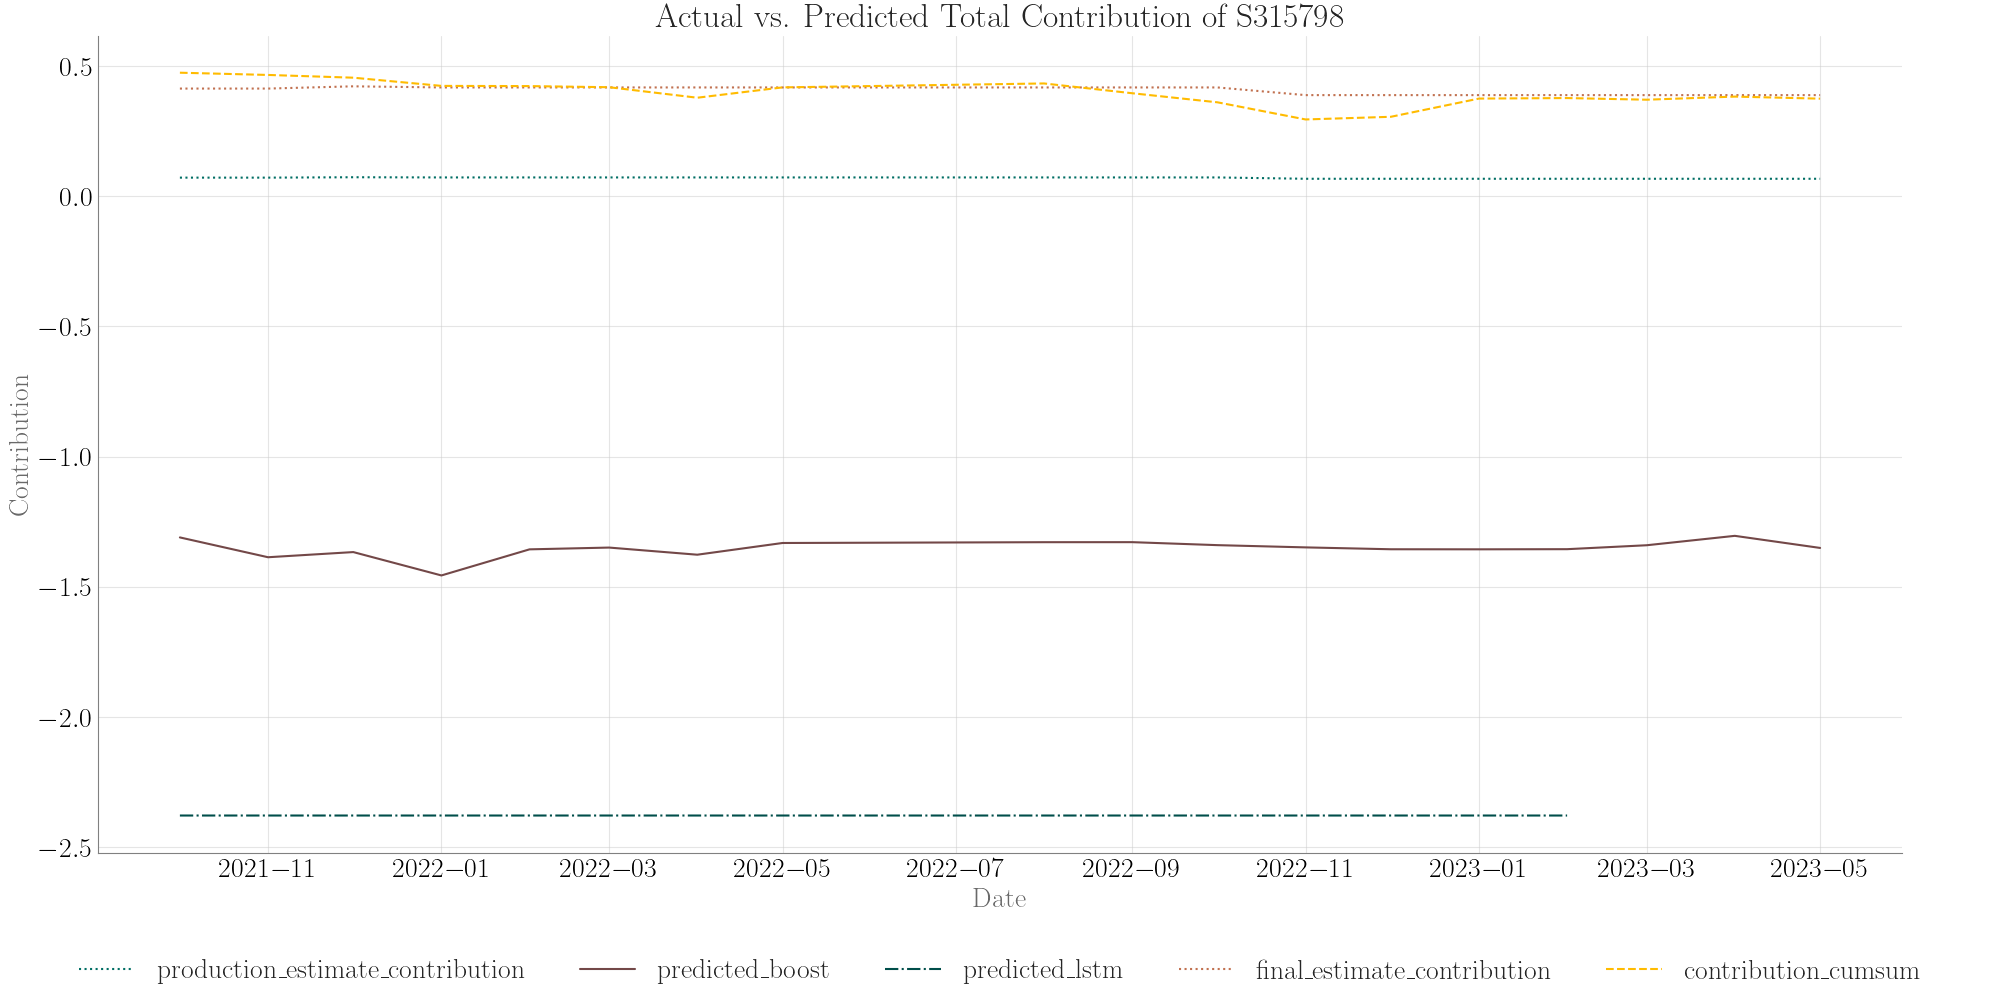 Actual vs. Predicted Total Contribution of S315798
0.5
0.0
−0.5
−1.0
−1.5
−2.0
−2.5
Contribution
2021−11 2022−01 2022−03 2022−05 2022−07 2022−09 2022−11 2023−01 2023−03 2023−05
Date
production_estimate_contribution predicted_boost predicted_lstm final_estimate_contribution contribution_cumsum